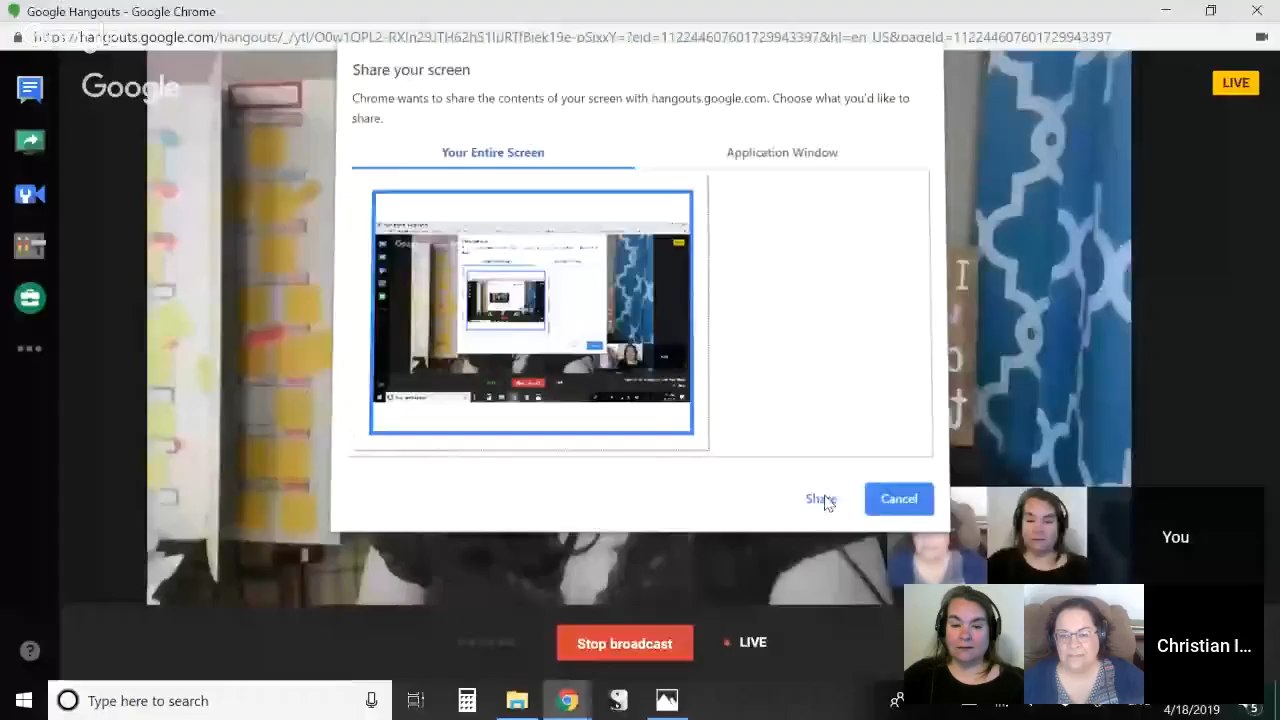 Google Hangouts - Google Chrome
Google
LIVE
Share your screen
Chrome wants to share the contents of your screen with hangouts.google.com. Choose what you'd like to
share.
Your Entire Screen
Application Window
Share
Cancel
You
Stop broadcast
LIVE
Christian I...
Type here to search
4/18/2019
5